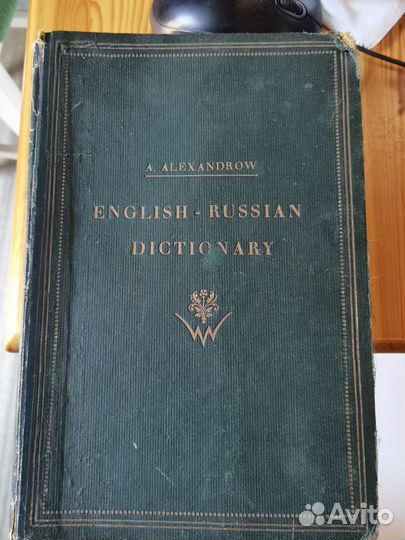 A. ALEXANDROW
ENGLISH - RUSSIAN
DICTIONARY
W
Avito